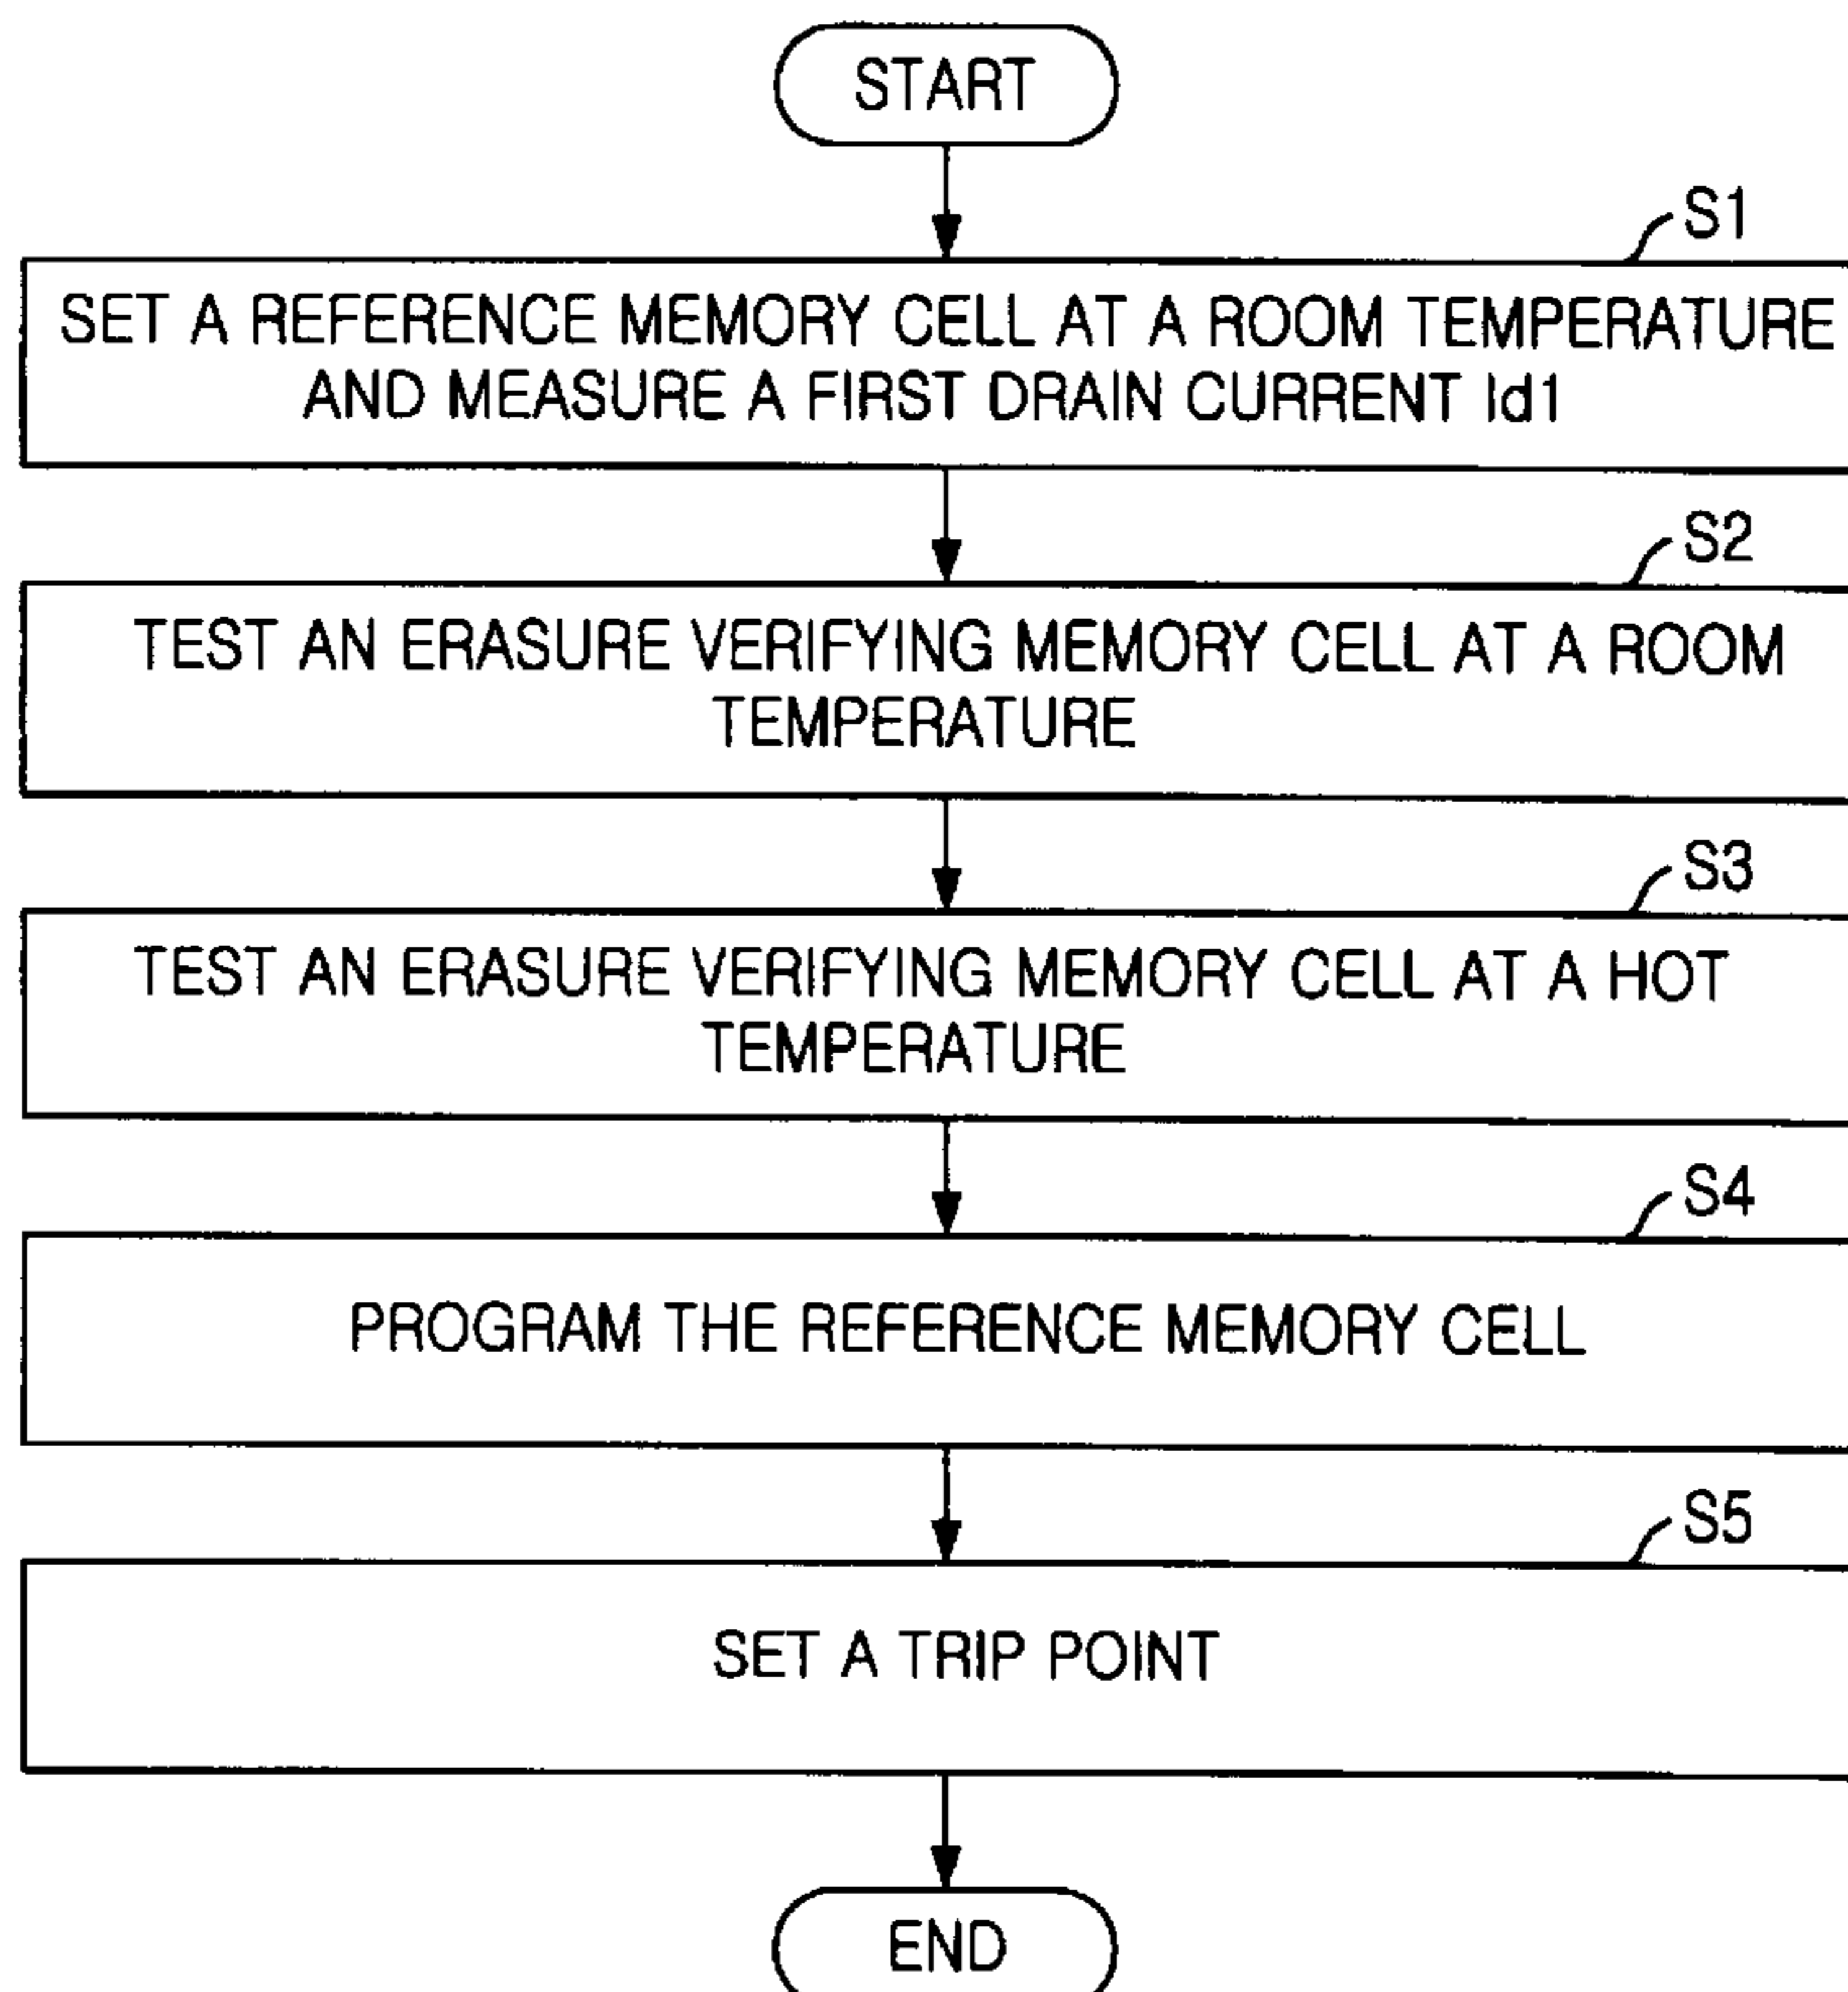 START
S1
SET A REFERENCE MEMORY CELL AT A ROOM TEMPERATURE
AND MEASURE A FIRST DRAIN CURRENT Id1
S2
TEST AN ERASURE VERIFYING MEMORY CELL AT A ROOM
TEMPERATURE
S3
TEST AN ERASURE VERIFYING MEMORY CELL AT A HOT
TEMPERATURE
S4
PROGRAM THE REFERENCE MEMORY CELL
S5
SET A TRIP POINT
END